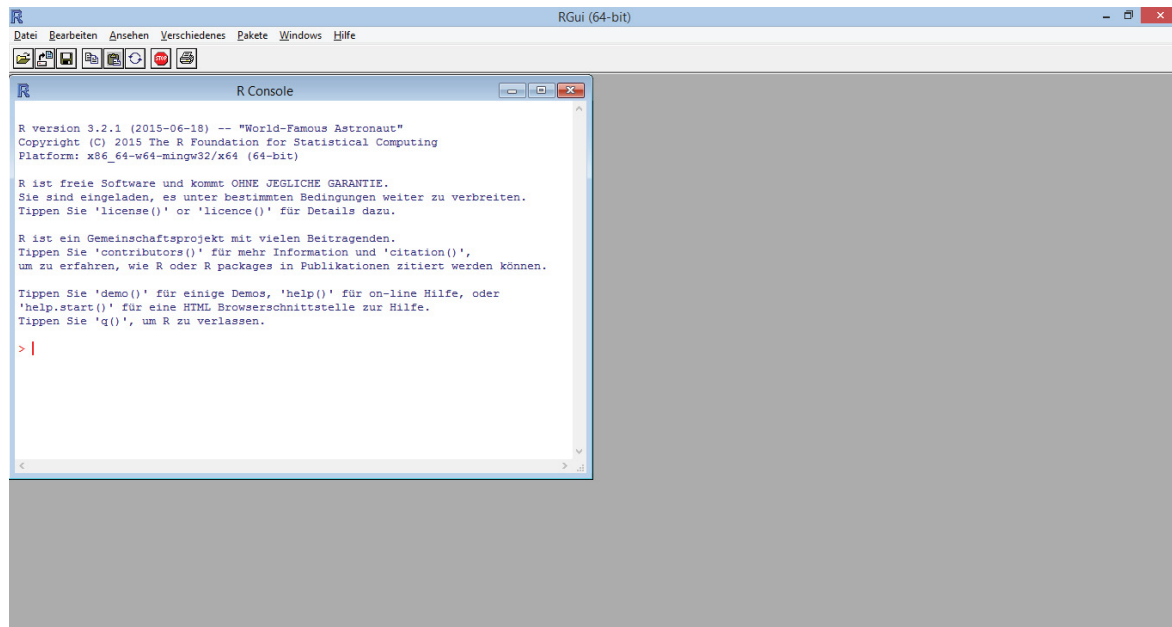 RGui (64-bit)
Datei Bearbeiten Ansehen Verschiedenes Pakete Windows Hilfe
STOP
R Console
R version 3.2.1 (2015-06-18) -- "World-Famous Astronaut"
Copyright (C) 2015 The R Foundation for Statistical Computing
Platform: x86_64-w64-mingw32/x64 (64-bit)
R ist freie Software und kommt OHNE JEGLICHE GARANTIE.
Sie sind eingeladen, es unter bestimmten Bedingungen weiter zu verbreiten.
Tippen Sie 'license()' or 'licence()' für Details dazu.
R ist ein Gemeinschaftsprojekt mit vielen Beitragenden.
Tippen Sie 'contributors()' für mehr Information und 'citation()',
um zu erfahren, wie R oder R packages in Publikationen zitiert werden können.
Tippen Sie 'demo()' für einige Demos, 'help()' für on-line Hilfe, oder
'help.start()' für eine HTML Browserschnittstelle zur Hilfe.
Tippen Sie 'q()', um R zu verlassen.
>